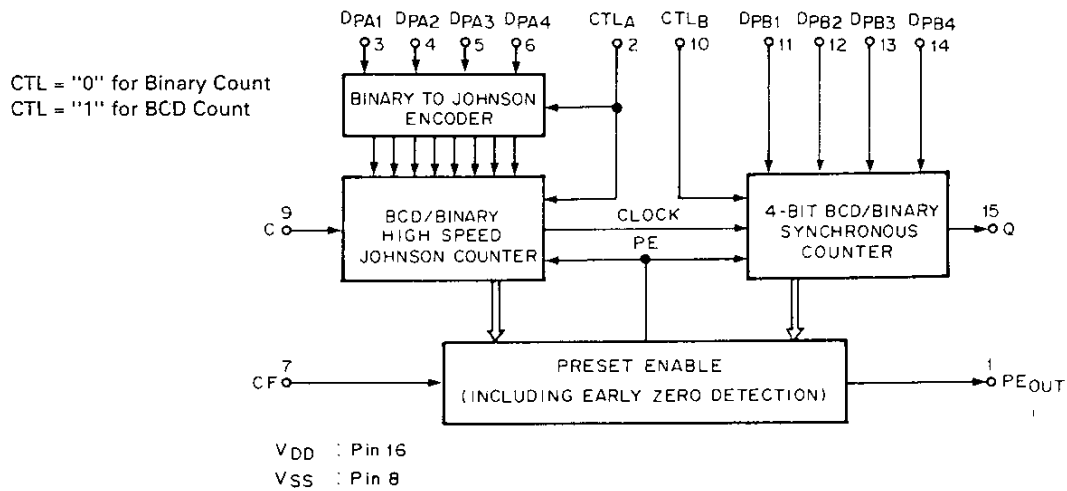 DPA1 DPA2 DPA3 DPA4 CTLA CTLB DPB1 DPB2 DPB3 DPB4
3 4 5 6 2 10 11 12 13 14
CTL = "0" for Binary Count
CTL = "1" for BCD Count
BINARY TO JOHNSON
ENCODER
C 9
BCD/BINARY
HIGH SPEED
JOHNSON COUNTER
CLOCK
PE
4-BIT BCD/BINARY
SYNCHRONOUS
COUNTER
15 Q
CF 7
PRESET ENABLE
(INCLUDING EARLY ZERO DETECTION)
1 PEOUT
VDD : Pin 16
VSS : Pin 8